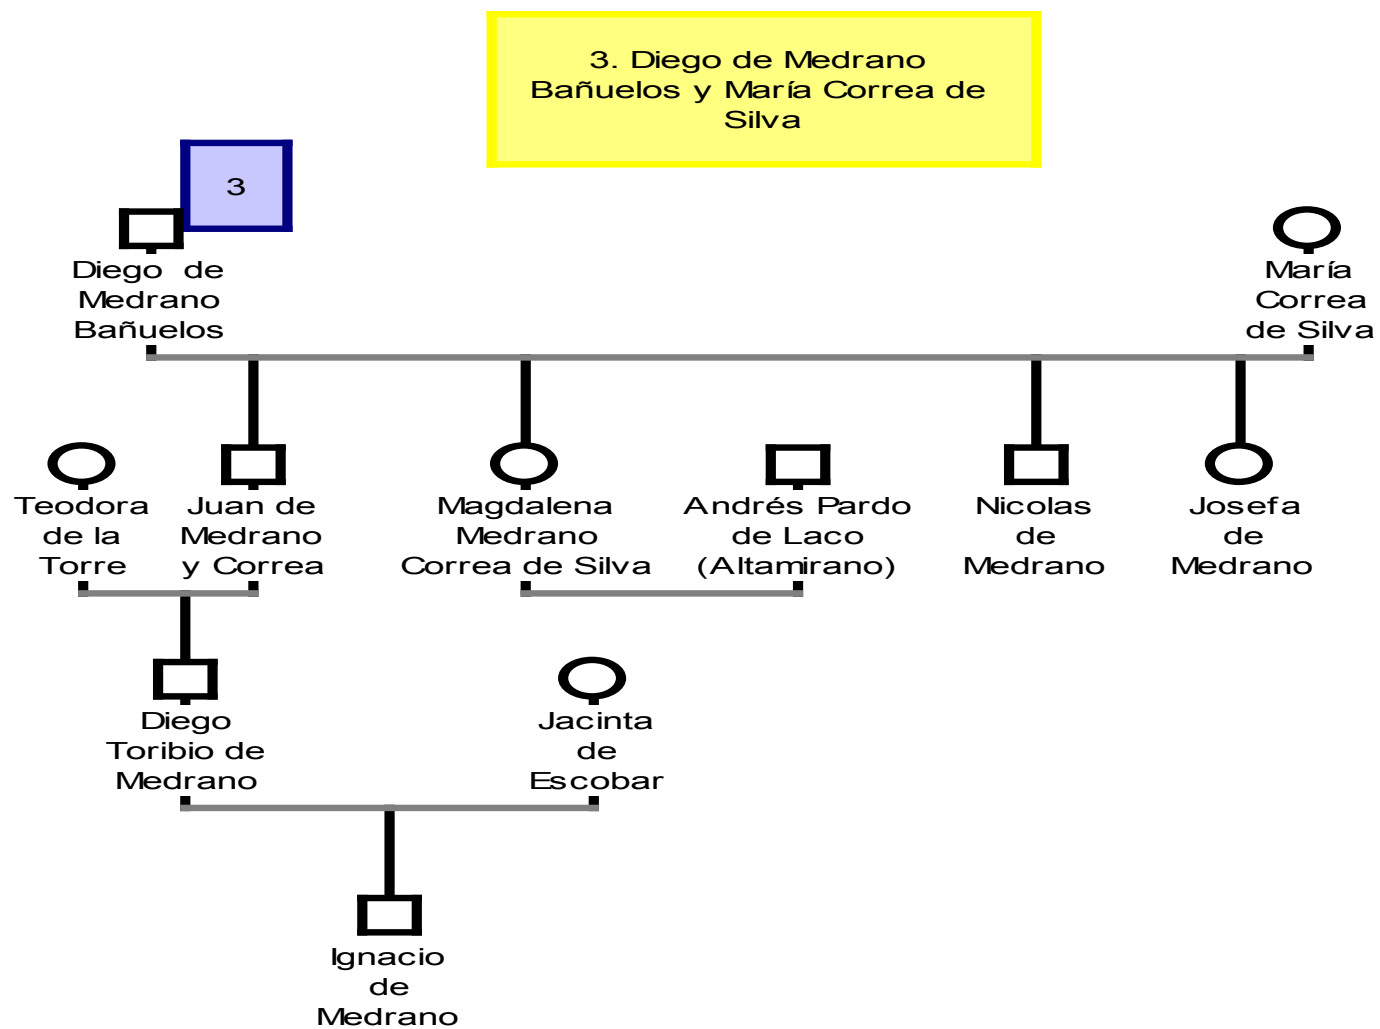 3. Diego de Medrano
Bañuelos y María Correa de
Silva
3
Diego de
Medrano
Bañuelos
María
Correa
de Silva
Teodora
de la
Torre
Juan de
Medrano
y Correa
Magdalena
Medrano
Correa de Silva
Andrés Pardo
de Laco
(Altamirano)
Nicolas
de
Medrano
Josefa
de
Medrano
Diego
Toribio de
Medrano
Jacinta
de
Escobar
Ignacio
de
Medrano